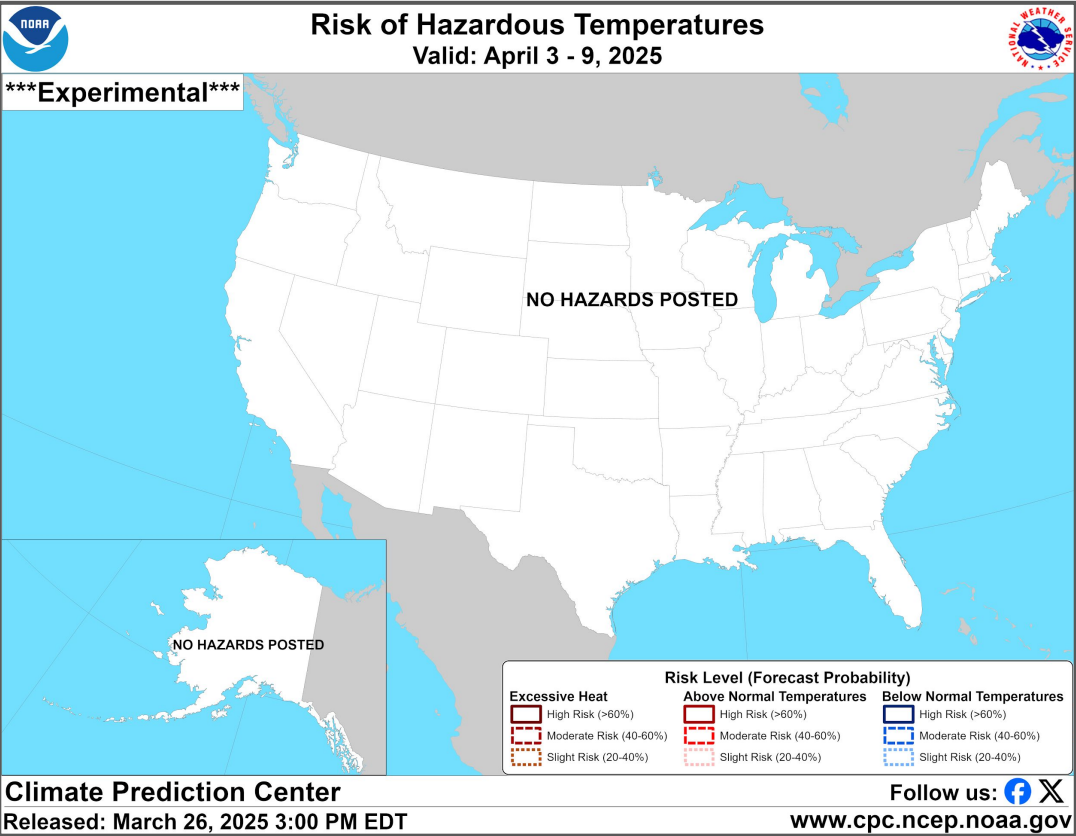 NOAA
Risk of Hazardous Temperatures
Valid: April 3 - 9, 2025
NATIONAL WEATHER SERVICE
***Experimental***
NO HAZARDS POSTED
NO HAZARDS POSTED
Risk Level (Forecast Probability)
Excessive Heat
High Risk (>60%)
Moderate Risk (40-60%)
Slight Risk (20-40%)
Above Normal Temperatures
High Risk (>60%)
Moderate Risk (40-60%)
Slight Risk (20-40%)
Below Normal Temperatures
High Risk (>60%)
Moderate Risk (40-60%)
Slight Risk (20-40%)
Climate Prediction Center
Follow us:
Released: March 26, 2025 3:00 PM EDT
www.cpc.ncep.noaa.gov